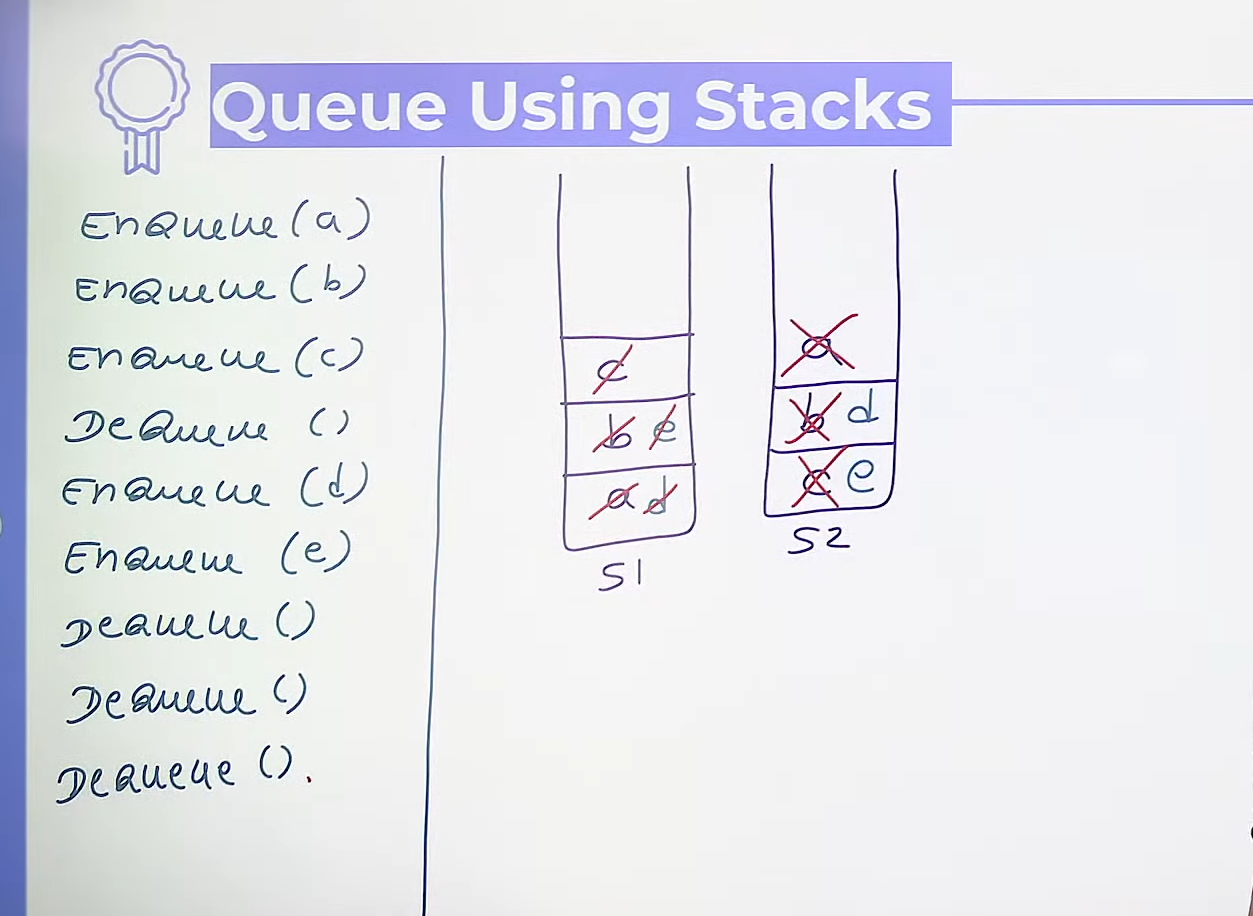 Queue Using Stacks
Enqueue (a)
Enqueue (b)
Enqueue (c)
DeQueue ()
Enqueue (d)
Enqueue (e)
Dequeue ()
Dequeue ()
Dequeue ().
c
b e
a d
S1
a
b d
c e
S2